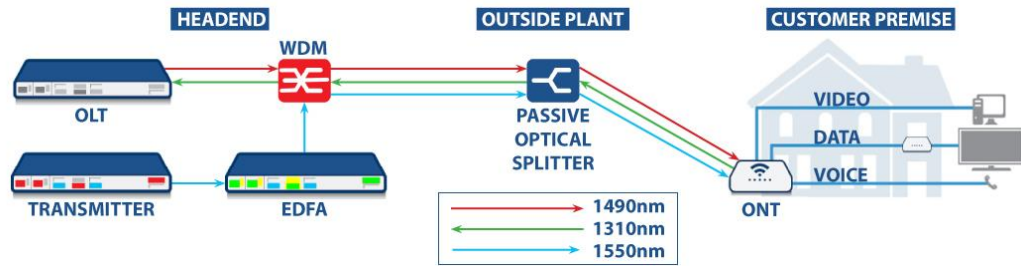 HEADEND
OUTSIDE PLANT
CUSTOMER PREMISE
WDM
OLT
PASSIVE
OPTICAL
SPLITTER
VIDEO
DATA
VOICE
TRANSMITTER
EDFA
ONT
1490nm
1310nm
1550nm